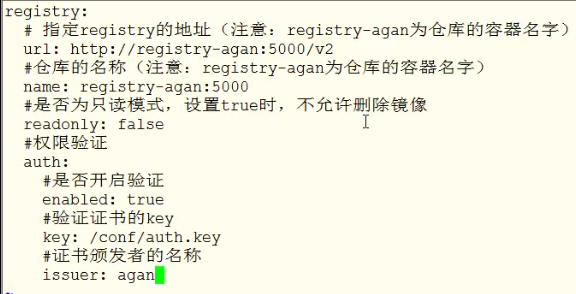 registry:
  # 指定registry的地址（注意：registry-agan为仓库的容器名字）
  url: http://registry-agan:5000/v2
  #仓库的名称（注意：registry-agan为仓库的容器名字）
  name: registry-agan:5000
  #是否为只读模式，设置true时，不允许删除镜像
  readonly: false
  #权限验证
  auth:
    #是否开启验证
    enabled: true
    #验证证书的key
    key: /conf/auth.key
    #证书颁发者的名称
    issuer: agan